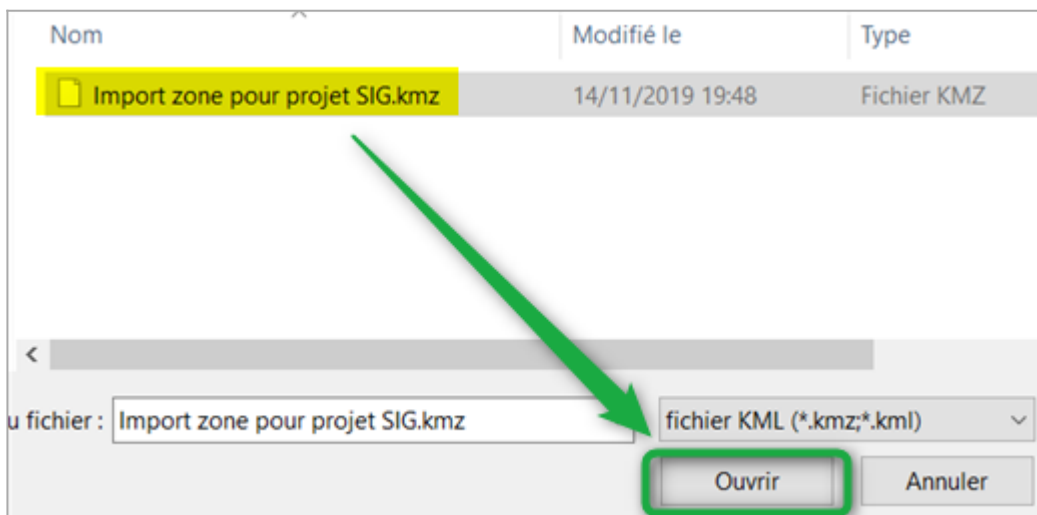 Nom Modifié le Type
Import zone pour projet SIG.kmz 14/11/2019 19:48 Fichier KMZ
u fichier : Import zone pour projet SIG.kmz fichier KML (*.kmz;*.kml)
Ouvrir Annuler